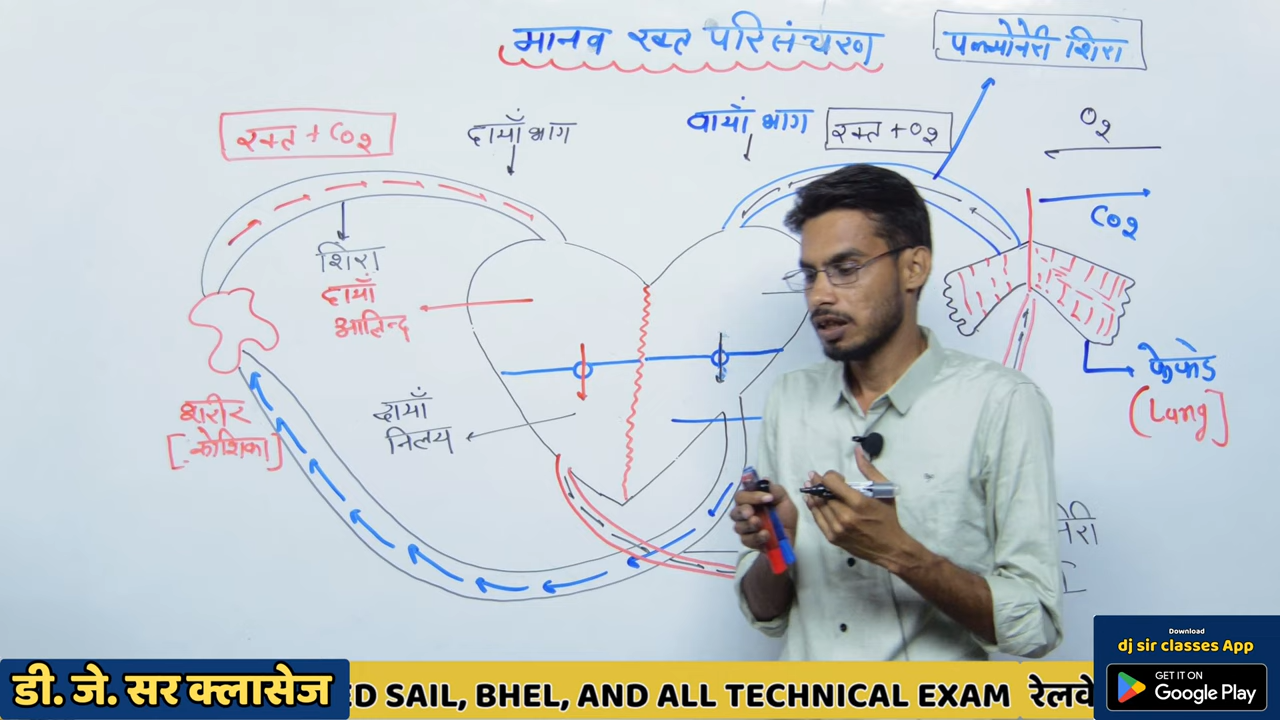 मानव रक्त परिसंचरण
पल्मोनेरी शिरा
रक्त + CO2
दायाँ भाग
वायाँ भाग
रक्त + O2
O2
CO2
शिरा
दायाँ
आलिन्द
दायाँ
निलय
शरीर
[कोशिका]
फेफड़े
(Lung]
नेरी
डी. जे. सर क्लासेज
ED SAIL, BHEL, AND ALL TECHNICAL EXAM रेलवे
Download
dj sir classes App
GET IT ON
Google Play